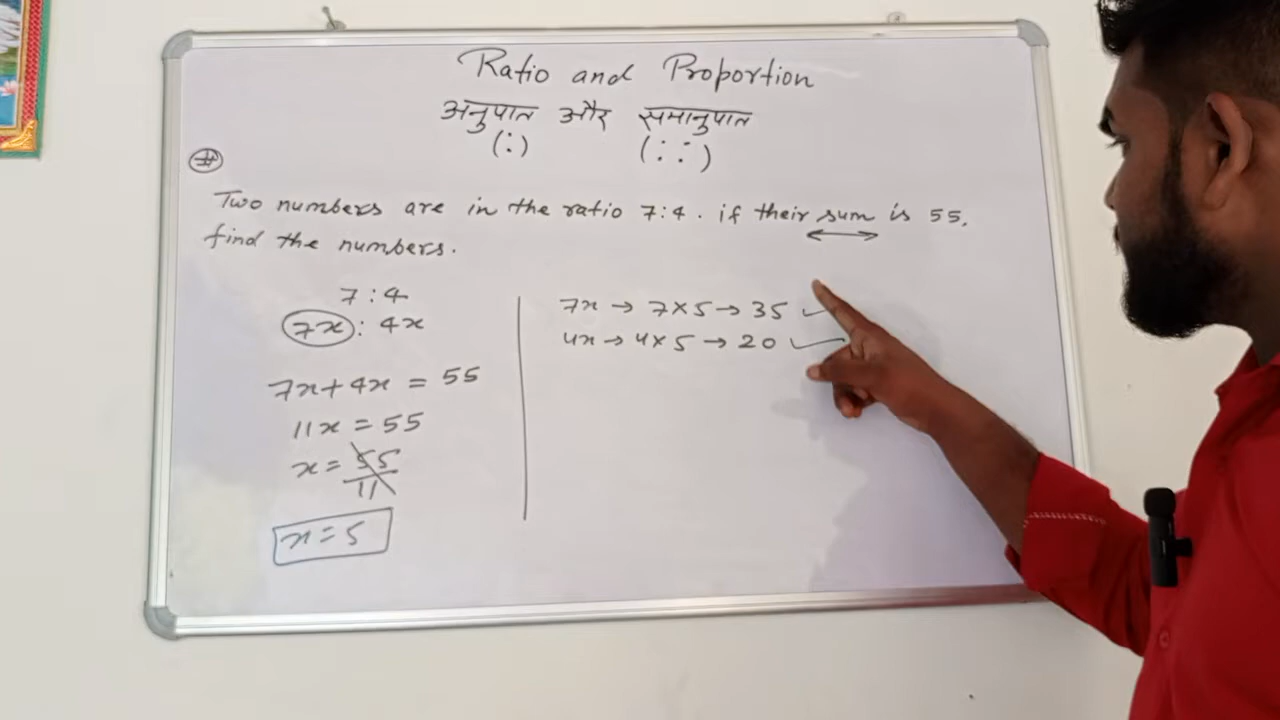 Ratio and Proportion
अनुपात और समानुपात
(:) (::)
#
Two numbers are in the ratio 7:4. if their sum is 55,
find the numbers.
7:4
7x : 4x
7x+4x = 55
11x = 55
x = 55/11
x = 5
7x → 7×5 → 35 ✓
4x → 4×5 → 20 ✓